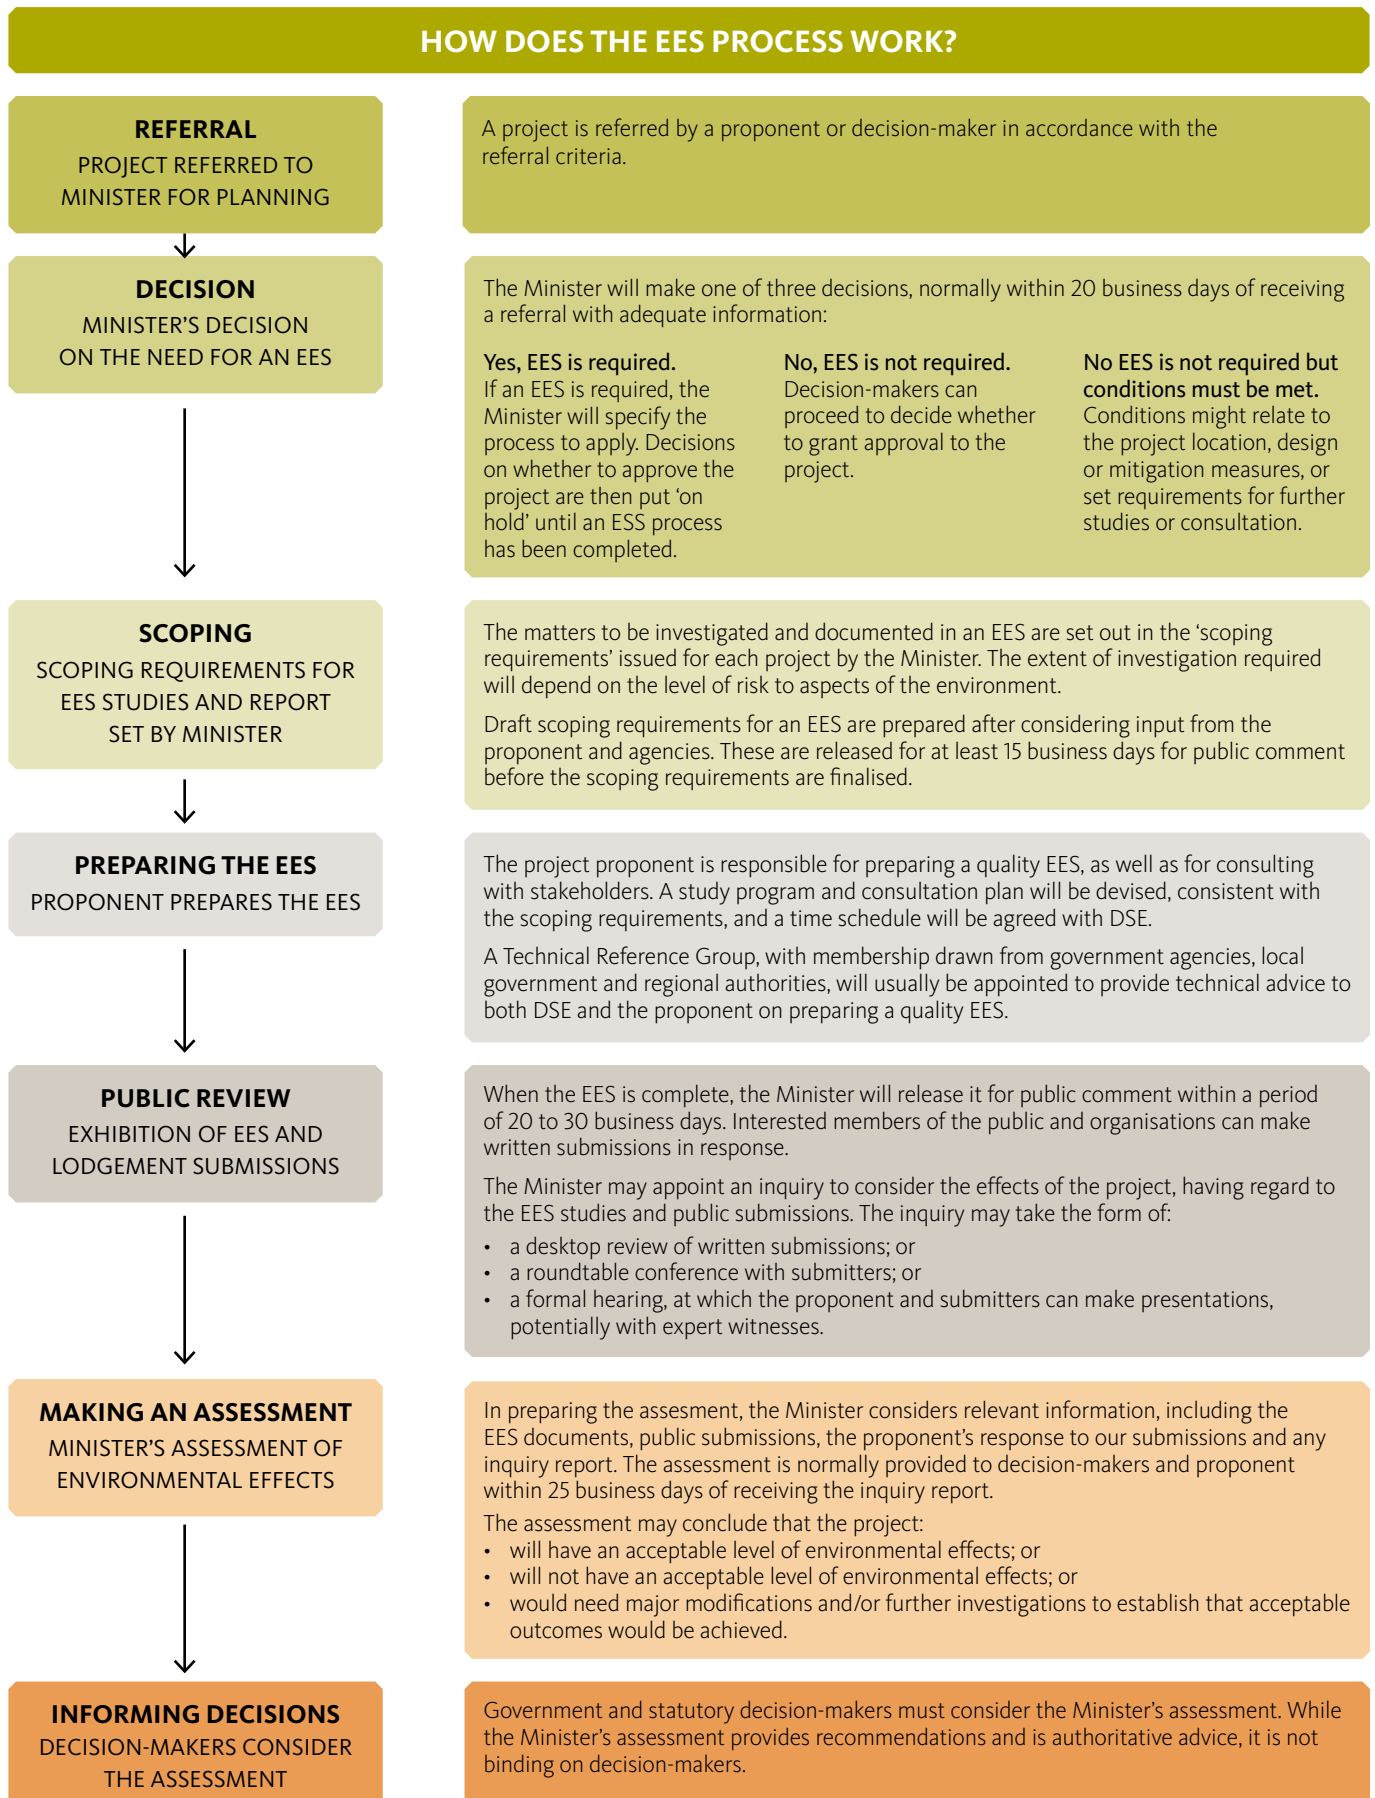 HOW DOES THE EES PROCESS WORK?
REFERRAL
PROJECT REFERRED TO
MINISTER FOR PLANNING
A project is referred by a proponent or decision-maker in accordance with the
referral criteria.
DECISION
MINISTER'S DECISION
ON THE NEED FOR AN EES
The Minister will make one of three decisions, normally within 20 business days of receiving
a referral with adequate information:
Yes, EES is required.
If an EES is required, the
Minister will specify the
process to apply. Decisions
on whether to approve the
project are then put 'on
hold' until an ESS process
has been completed.
No, EES is not required.
Decision-makers can
proceed to decide whether
to grant approval to the
project.
No EES is not required but
conditions must be met.
Conditions might relate to
the project location, design
or mitigation measures, or
set requirements for further
studies or consultation.
SCOPING
SCOPING REQUIREMENTS FOR
EES STUDIES AND REPORT
SET BY MINISTER
The matters to be investigated and documented in an EES are set out in the 'scoping
requirements' issued for each project by the Minister. The extent of investigation required
will depend on the level of risk to aspects of the environment.
Draft scoping requirements for an EES are prepared after considering input from the
proponent and agencies. These are released for at least 15 business days for public comment
before the scoping requirements are finalised.
PREPARING THE EES
PROPONENT PREPARES THE EES
The project proponent is responsible for preparing a quality EES, as well as for consulting
with stakeholders. A study program and consultation plan will be devised, consistent with
the scoping requirements, and a time schedule will be agreed with DSE.
A Technical Reference Group, with membership drawn from government agencies, local
government and regional authorities, will usually be appointed to provide technical advice to
both DSE and the proponent on preparing a quality EES.
PUBLIC REVIEW
EXHIBITION OF EES AND
LODGEMENT SUBMISSIONS
When the EES is complete, the Minister will release it for public comment within a period
of 20 to 30 business days. Interested members of the public and organisations can make
written submissions in response.
The Minister may appoint an inquiry to consider the effects of the project, having regard to
the EES studies and public submissions. The inquiry may take the form of:
• a desktop review of written submissions; or
• a roundtable conference with submitters; or
• a formal hearing, at which the proponent and submitters can make presentations,
potentially with expert witnesses.
MAKING AN ASSESSMENT
MINISTER'S ASSESSMENT OF
ENVIRONMENTAL EFFECTS
In preparing the assesment, the Minister considers relevant information, including the
EES documents, public submissions, the proponent's response to our submissions and any
inquiry report. The assessment is normally provided to decision-makers and proponent
within 25 business days of receiving the inquiry report.
The assessment may conclude that the project:
• will have an acceptable level of environmental effects; or
• will not have an acceptable level of environmental effects; or
• would need major modifications and/or further investigations to establish that acceptable
outcomes would be achieved.
INFORMING DECISIONS
DECISION-MAKERS CONSIDER
THE ASSESSMENT
Government and statutory decision-makers must consider the Minister's assessment. While
the Minister's assessment provides recommendations and is authoritative advice, it is not
binding on decision-makers.